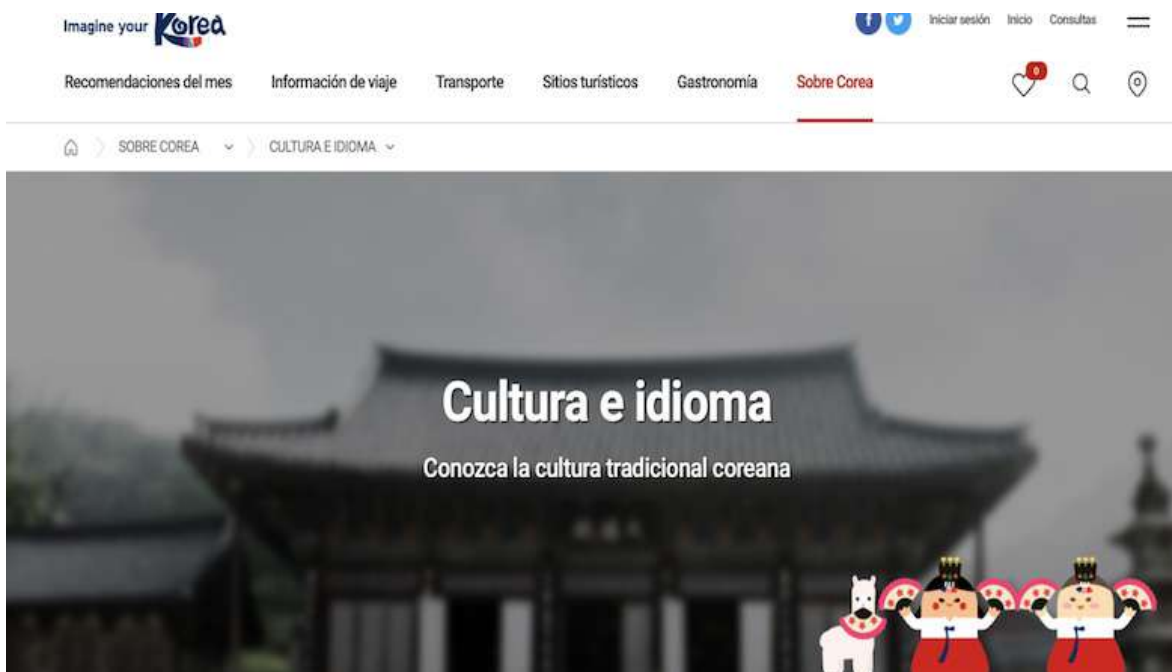 Imagine your Korea
Iniciar sesión Inicio Consultas
Recomendaciones del mes Información de viaje Transporte Sitios turísticos Gastronomía Sobre Corea
0
SOBRE COREA CULTURA E IDIOMA
Cultura e idioma
Conozca la cultura tradicional coreana